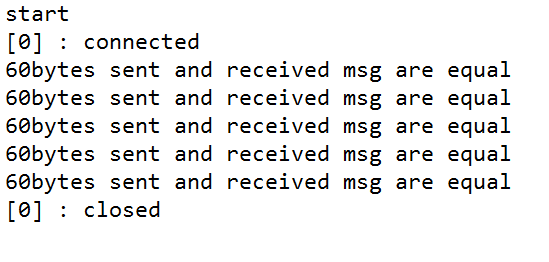 start
[0] : connected
60bytes sent and received msg are equal
60bytes sent and received msg are equal
60bytes sent and received msg are equal
60bytes sent and received msg are equal
60bytes sent and received msg are equal
[0] : closed